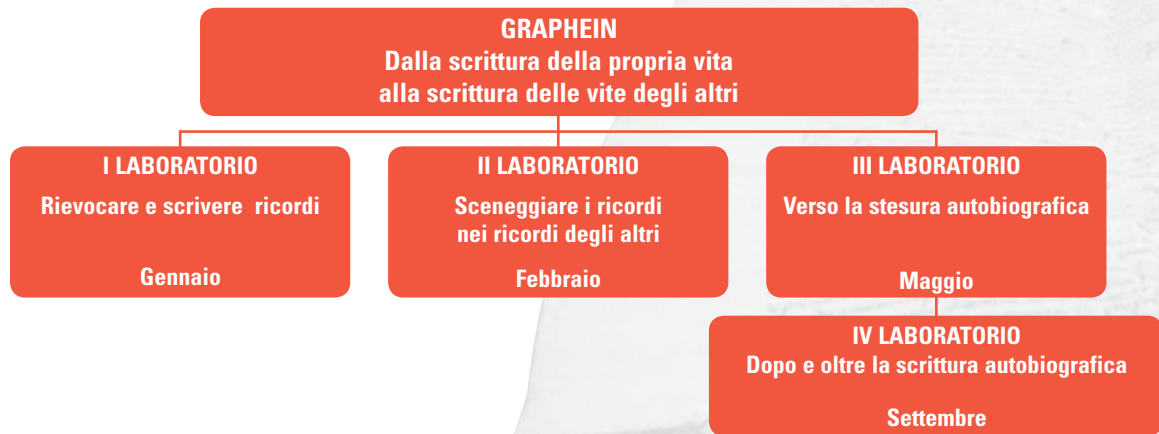 GRAPHEIN
Dalla scrittura della propria vita
alla scrittura delle vite degli altri
I LABORATORIO
Rievocare e scrivere ricordi
Gennaio
II LABORATORIO
Sceneggiare i ricordi
nei ricordi degli altri
Febbraio
III LABORATORIO
Verso la stesura autobiografica
Maggio
IV LABORATORIO
Dopo e oltre la scrittura autobiografica
Settembre